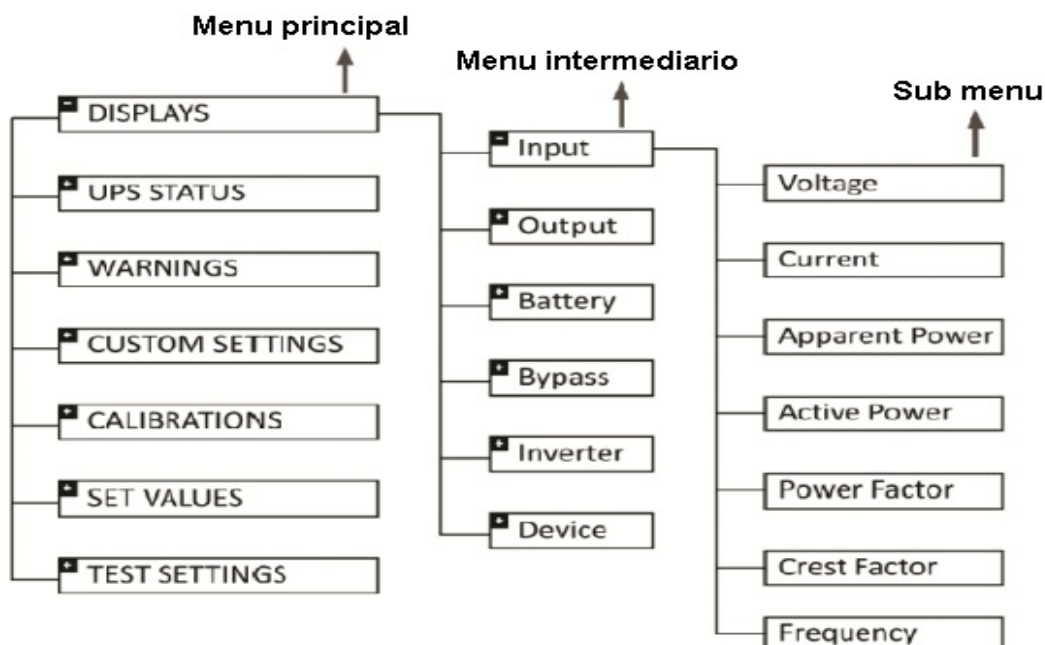 Menu principal
Menu intermediario
Sub menu
DISPLAYS
UPS STATUS
WARNINGS
CUSTOM SETTINGS
CALIBRATIONS
SET VALUES
TEST SETTINGS
Input
Output
Battery
Bypass
Inverter
Device
Voltage
Current
Apparent Power
Active Power
Power Factor
Crest Factor
Frequency